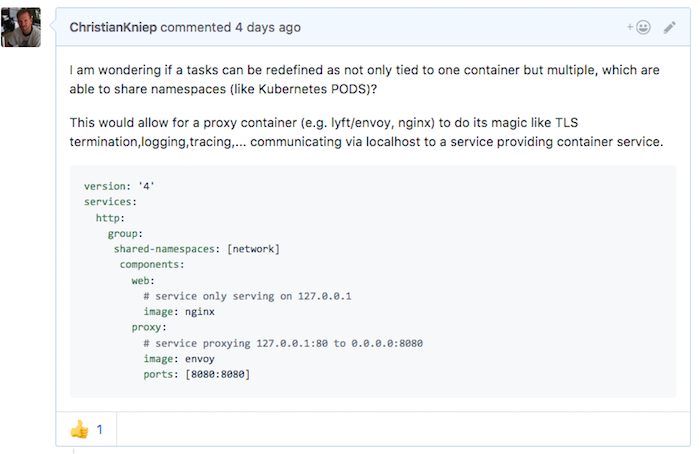 ChristianKniep commented 4 days ago
I am wondering if a tasks can be redefined as not only tied to one container but multiple, which are
able to share namespaces (like Kubernetes PODS)?
This would allow for a proxy container (e.g. lyft/envoy, nginx) to do its magic like TLS
termination,logging,tracing,... communicating via localhost to a service providing container service.
version: '4'
services:
http:
group:
shared-namespaces: [network]
components:
web:
# service only serving on 127.0.0.1
image: nginx
proxy:
# service proxying 127.0.0.1:80 to 0.0.0.0:8080
image: envoy
ports: [8080:8080]
1